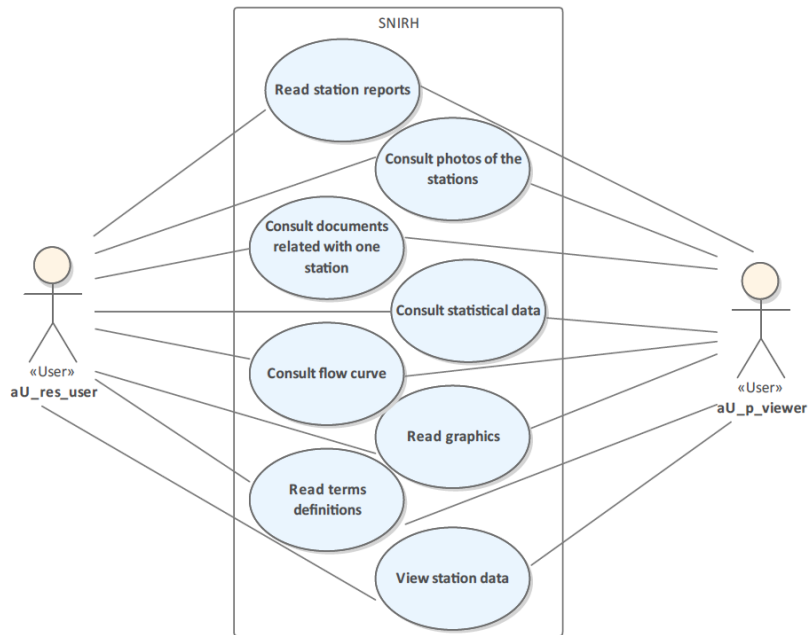 SNIRH
Read station reports
Consult photos of the
stations
Consult documents
related with one
station
Consult statistical data
«User»
aU_res_user
Consult flow curve
«User»
aU_p_viewer
Read graphics
Read terms
definitions
View station data